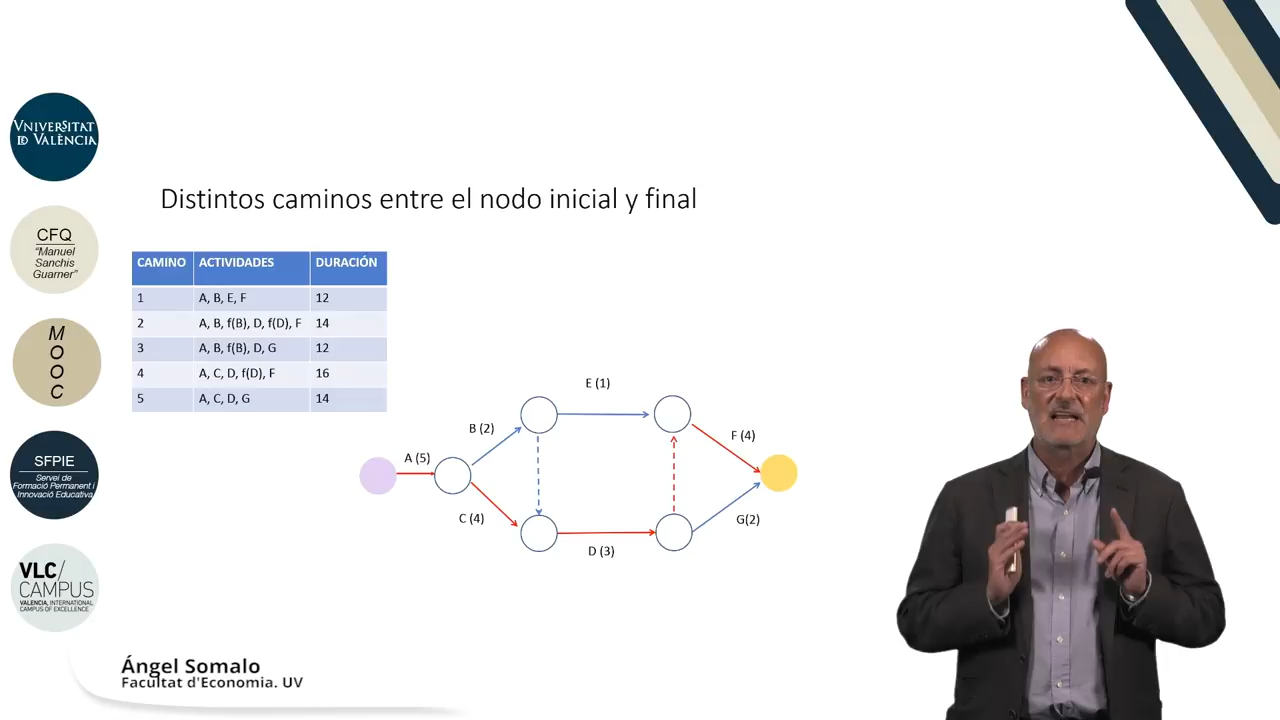 VNIVERSITAT
ID VALÈNCIA
CFQ
“Manuel
Sanchis
Guarner”
M
O
O
C
SFPIE
Servei de
Formació Permanent i
Innovació Educativa
VLC/
CAMPUS
VALENCIA, INTERNATIONAL
CAMPUS OF EXCELLENCE
Distintos caminos entre el nodo inicial y final
CAMINO ACTIVIDADES DURACIÓN
1 A, B, E, F 12
2 A, B, f(B), D, f(D), F 14
3 A, B, f(B), D, G 12
4 A, C, D, f(D), F 16
5 A, C, D, G 14
E (1)
B (2)
F (4)
A (5)
C (4)
G(2)
D (3)
Ángel Somalo
Facultat d'Economia. UV